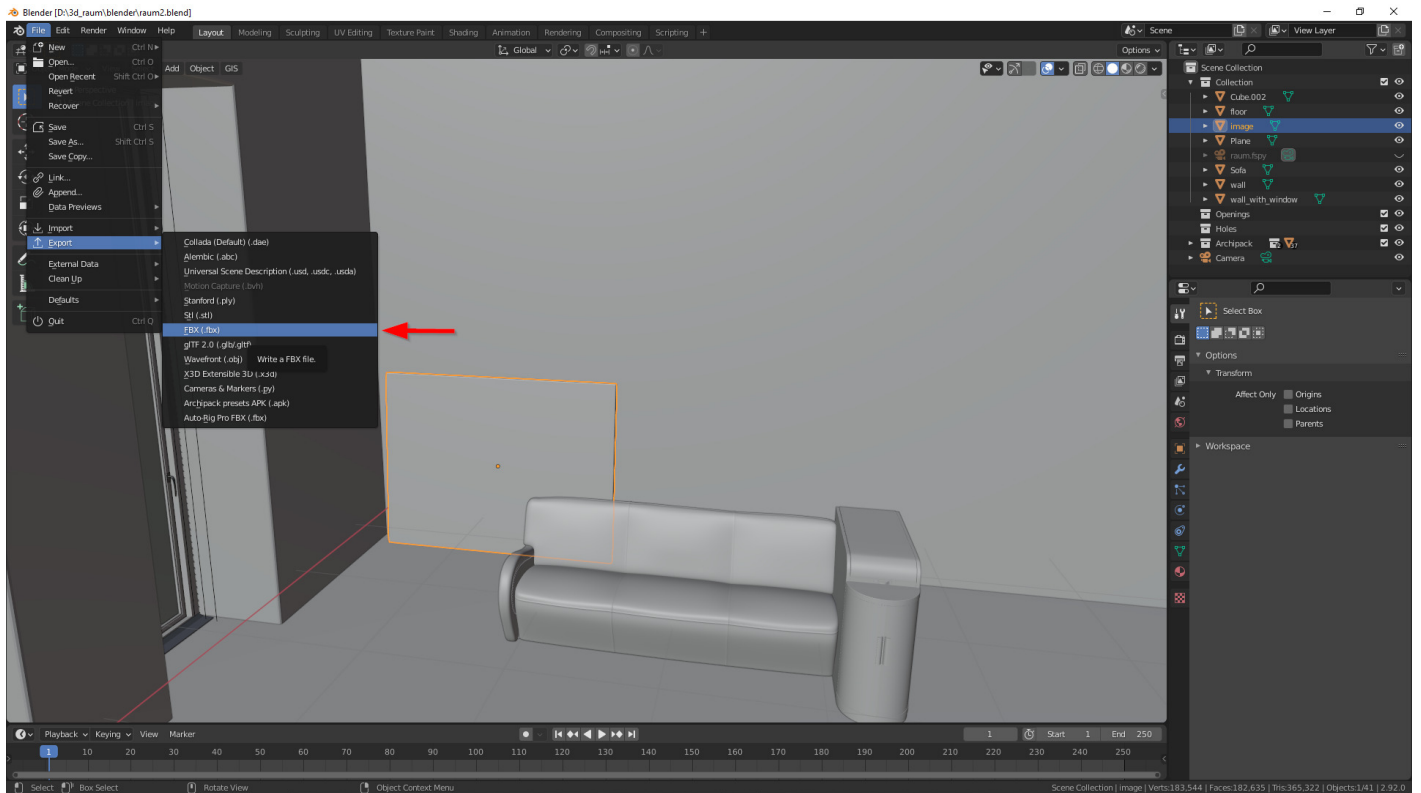 Blender [D:\3d_raum\blender\raum2.blend]
File Edit Render Window Help Layout Modeling Sculpting UV Editing Texture Paint Shading Animation Rendering Compositing Scripting + Scene View Layer
Global Options
Add Object GIS
New Ctrl N
Open... Ctrl O
Open Recent Shift Ctrl O
Revert
Recover
Save Ctrl S
Save As... Shift Ctrl S
Save Copy...
Link...
Append...
Data Previews
Import
Export
External Data
Clean Up
Defaults
Quit Ctrl Q
Collada (Default) (.dae)
Alembic (.abc)
Universal Scene Description (.usd, .usdc, .usda)
Motion Capture (.bvh)
Stanford (.ply)
Stl (.stl)
FBX (.fbx)
glTF 2.0 (.glb/.gltf)
Wavefront (.obj)
Write a FBX file.
X3D Extensible 3D (.x3d)
Cameras & Markers (.py)
Archipack presets APK (.apk)
Auto-Rig Pro FBX (.fbx)
Scene Collection
Collection
Cube.002
floor
image
Plane
raum.fspy
Sofa
wall
wall_with_window
Openings
Holes
Archipack 2 37
Camera
Select Box
Options
Transform
Affect Only Origins
Locations
Parents
Workspace
Playback Keying View Marker 1 Start 1 End 250
1 10 20 30 40 50 60 70 80 90 100 110 120 130 140 150 160 170 180 190 200 210 220 230 240 250
Select Box Select Rotate View Object Context Menu Scene Collection | image | Verts:183,544 | Faces:182,635 | Tris:365,322 | Objects:1/41 | 2.92.0